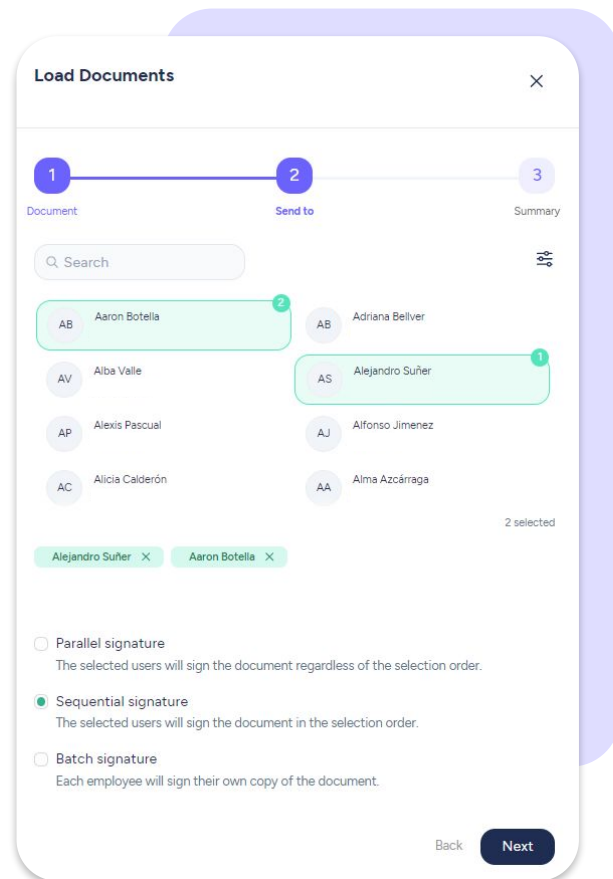 Load Documents
1 2 3
Document Send to Summary
Search
2
AB Aaron Botella AB Adriana Bellver
1
AV Alba Valle AS Alejandro Suñer
AP Alexis Pascual AJ Alfonso Jimenez
AC Alicia Calderón AA Alma Azcárraga
2 selected
Alejandro Suñer Aaron Botella
Parallel signature
The selected users will sign the document regardless of the selection order.
Sequential signature
The selected users will sign the document in the selection order.
Batch signature
Each employee will sign their own copy of the document.
Back Next